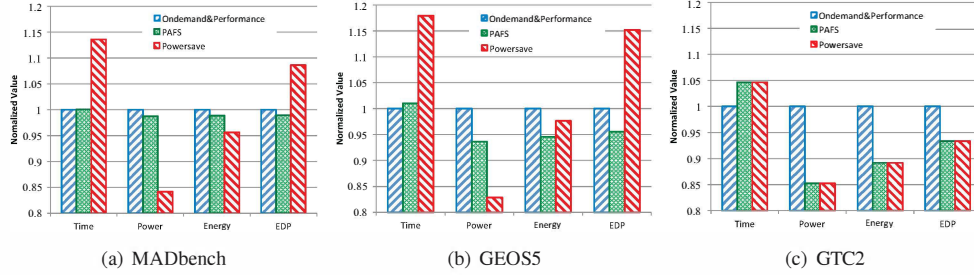 1.2
1.15
1.1
1.05
1
0.95
0.9
0.85
0.8
Nomalized Value
Ondemand&Performance
PAFS
Powersave
Time Power Energy EDP
(a) MADbench
1.2
1.15
1.1
1.05
1
0.95
0.9
0.85
0.8
Normalized Value
Ondemand&Performance
PAFS
Powersave
Time Power Energy EDP
(b) GEOS5
1.2
1.15
1.1
1.05
1
0.95
0.9
0.85
0.8
Normalized Value
Ondemand&Performance
PAFS
Powersave
Time Power Energy EDP
(c) GTC2